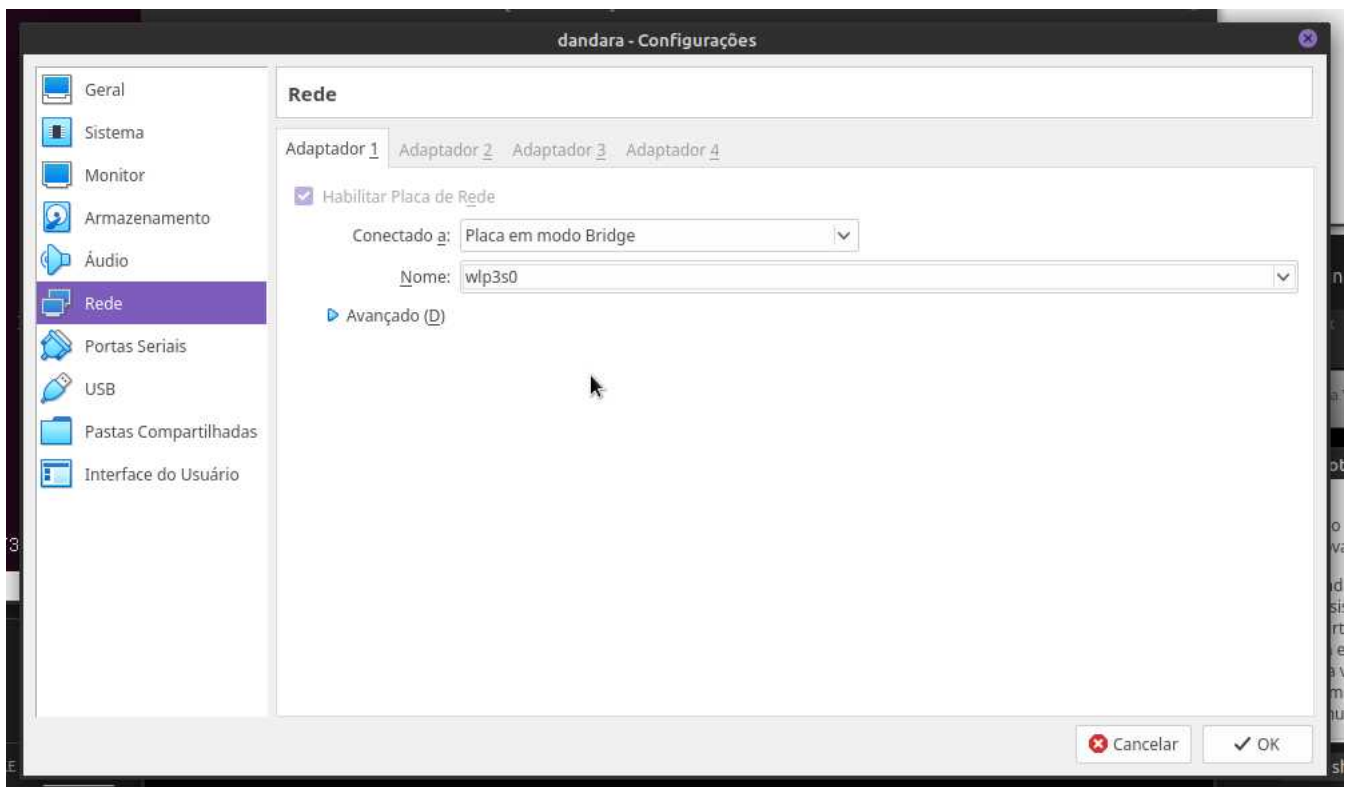 dandara - Configurações
Geral
Sistema
Monitor
Armazenamento
Áudio
Rede
Portas Seriais
USB
Pastas Compartilhadas
Interface do Usuário
Rede
Adaptador 1 Adaptador 2 Adaptador 3 Adaptador 4
Habilitar Placa de Rede
Conectado a: Placa em modo Bridge
Nome: wlp3s0
Avançado (D)
Cancelar OK